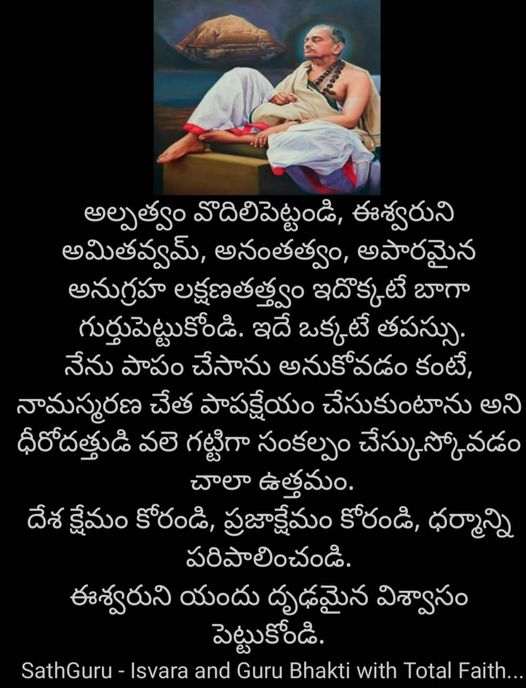 అల్పత్వం వొదిలిపెట్టండి, ఈశ్వరుని
అమితవ్వమ్, అనంతత్వం, అపారమైన
అనుగ్రహ లక్షణతత్త్వం ఇదొక్కటే బాగా
గుర్తుపెట్టుకోండి. ఇదే ఒక్కటే తపస్సు.
నేను పాపం చేసాను అనుకోవడం కంటే,
నామస్మరణ చేత పాపక్షేయం చేసుకుంటాను అని
ధీరోదత్తుడి వలె గట్టిగా సంకల్పం చేస్కుస్కోవడం
చాలా ఉత్తమం.
దేశ క్షేమం కోరండి, ప్రజాక్షేమం కోరండి, ధర్మాన్ని
పరిపాలించండి.
ఈశ్వరుని యందు దృఢమైన విశ్వాసం
పెట్టుకోండి.
SathGuru - Isvara and Guru Bhakti with Total Faith...